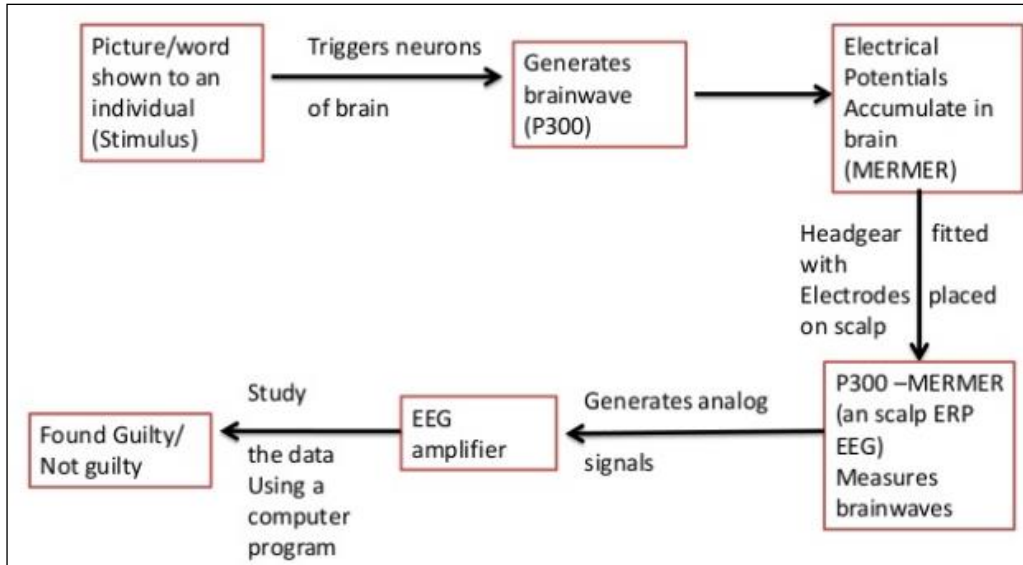 Picture/word
shown to an
individual
(Stimulus)
Triggers neurons
of brain
Generates
brainwave
(P300)
Electrical
Potentials
Accumulate in
brain
(MERMER)
Headgear fitted
with
Electrodes placed
on scalp
P300 –MERMER
(an scalp ERP
EEG)
Measures
brainwaves
Generates analog
signals
EEG
amplifier
Study
the data
Using a
computer
program
Found Guilty/
Not guilty